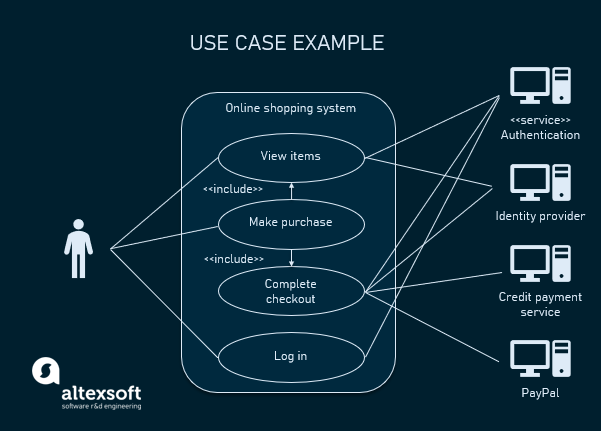 USE CASE EXAMPLE
Online shopping system
View items
<<include>>
Make purchase
<<include>>
Complete
checkout
Log in
<<service>>
Authentication
Identity provider
Credit payment
service
PayPal
altexsoft
software r&d engineering